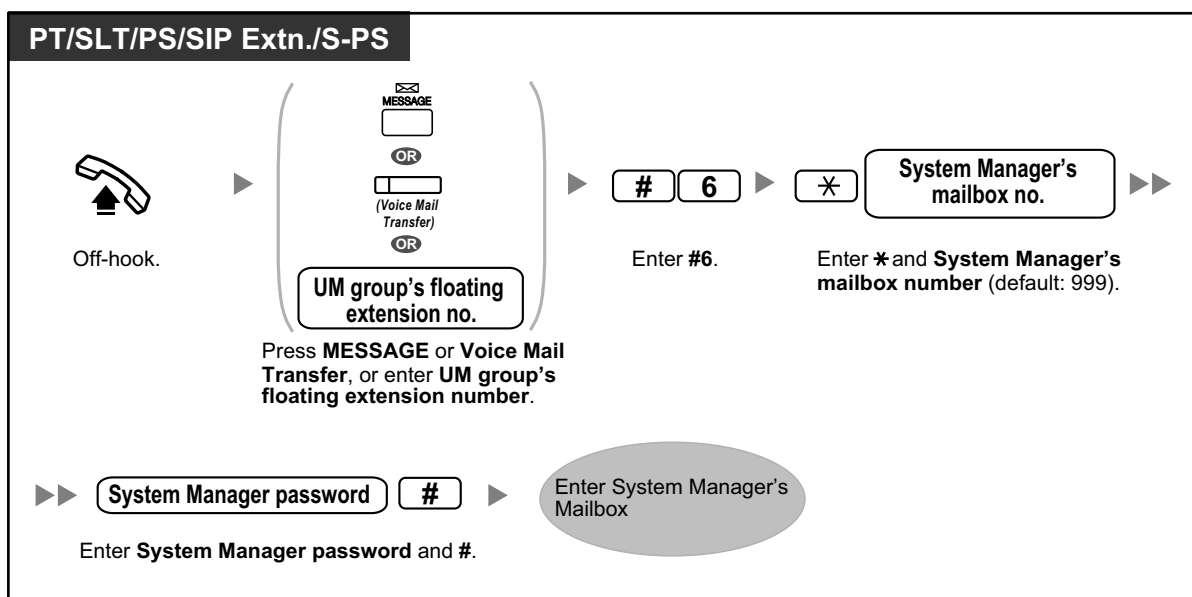 PT/SLT/PS/SIP Extn./S-PS
MESSAGE
OR
(Voice Mail
Transfer)
OR
UM group's floating
extension no.
# 6
✕ System Manager's
mailbox no.
Off-hook.
Press MESSAGE or Voice Mail
Transfer, or enter UM group's
floating extension number.
Enter #6.
Enter ✕ and System Manager's
mailbox number (default: 999).
System Manager password #
Enter System Manager password and #.
Enter System Manager's
Mailbox